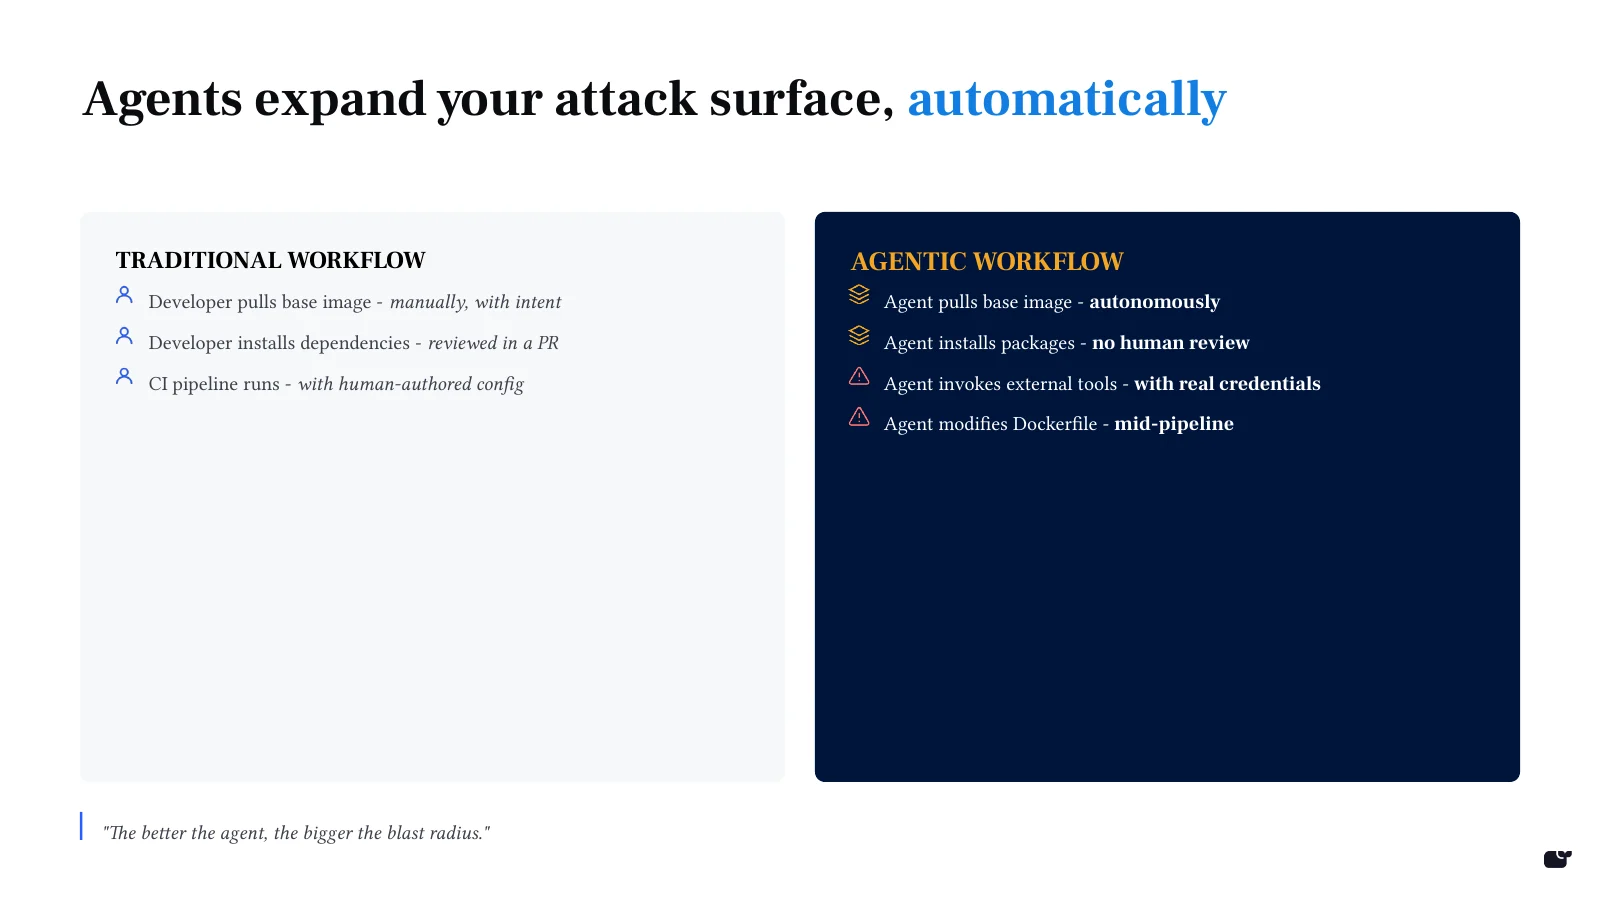 Agents expand your attack surface, automatically
TRADITIONAL WORKFLOW
Developer pulls base image - manually, with intent
Developer installs dependencies - reviewed in a PR
CI pipeline runs - with human-authored config
AGENTIC WORKFLOW
Agent pulls base image - autonomously
Agent installs packages - no human review
Agent invokes external tools - with real credentials
Agent modifies Dockerfile - mid-pipeline
"The better the agent, the bigger the blast radius."